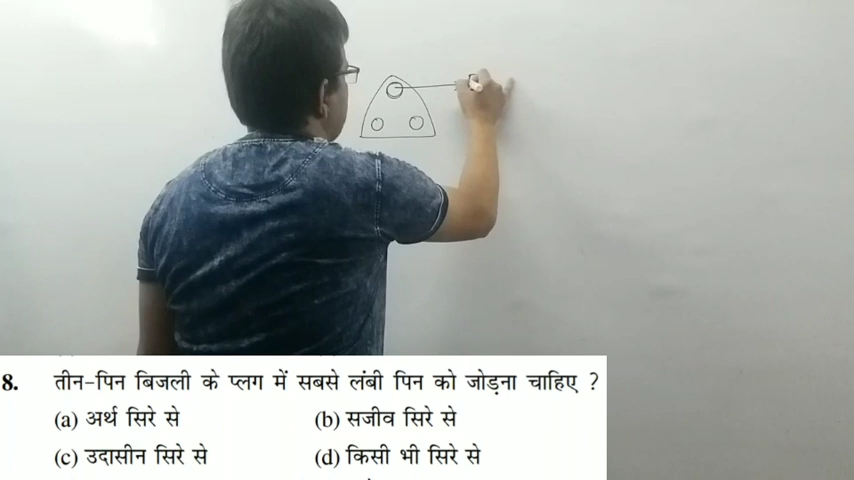 8. तीन-पिन बिजली के प्लग में सबसे लंबी पिन को जोड़ना चाहिए ?
(a) अर्थ सिरे से (b) सजीव सिरे से
(c) उदासीन सिरे से (d) किसी भी सिरे से